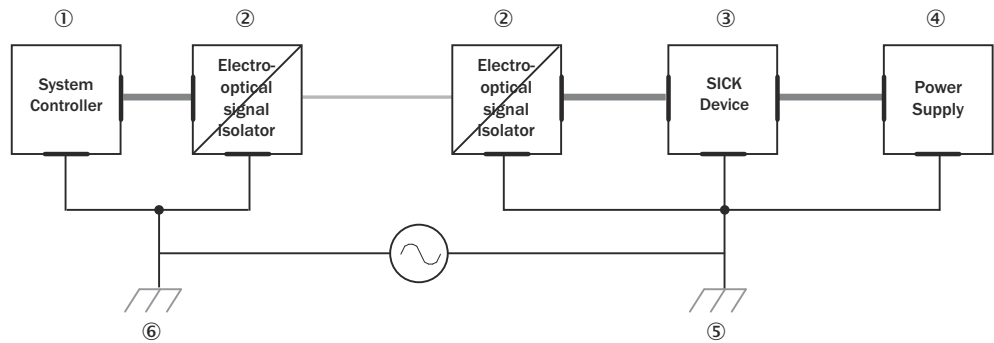 ① ② ② ③ ④
System
Controller
Electro-
optical
signal
isolator
Electro-
optical
signal
isolator
SICK
Device
Power
Supply
⑥ ⑤